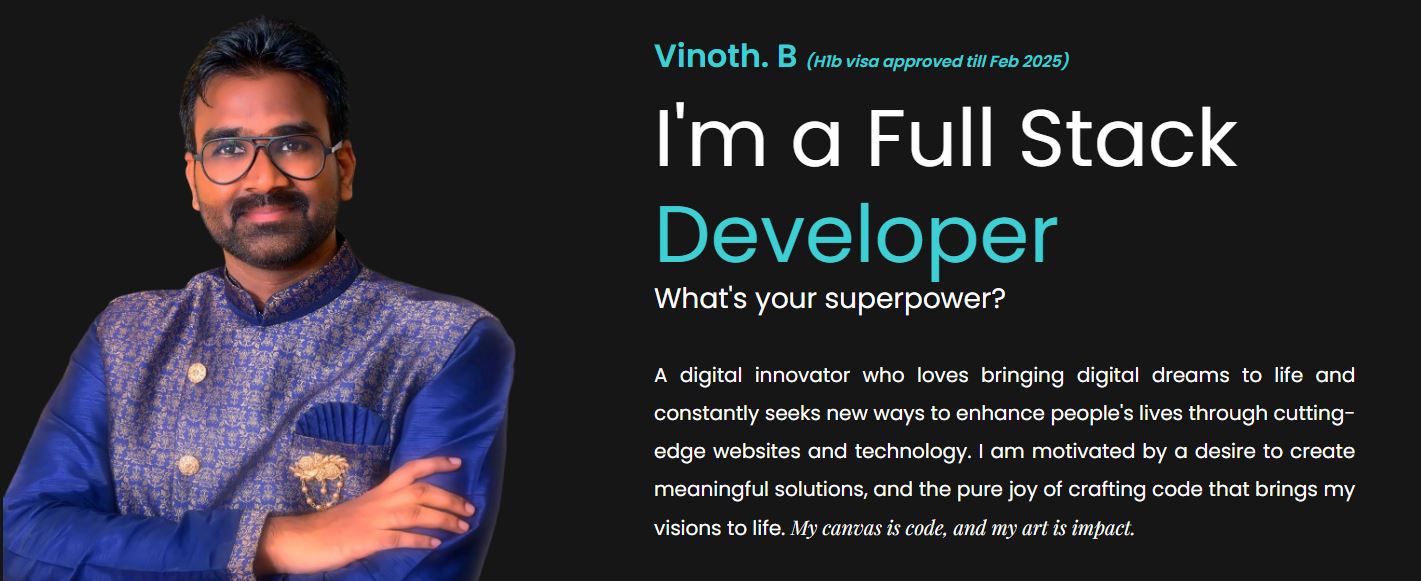 Vinoth. B (H1b visa approved till Feb 2025)
I'm a Full Stack
Developer
What's your superpower?
A digital innovator who loves bringing digital dreams to life and
constantly seeks new ways to enhance people's lives through cutting-
edge websites and technology. I am motivated by a desire to create
meaningful solutions, and the pure joy of crafting code that brings my
visions to life. My canvas is code, and my art is impact.